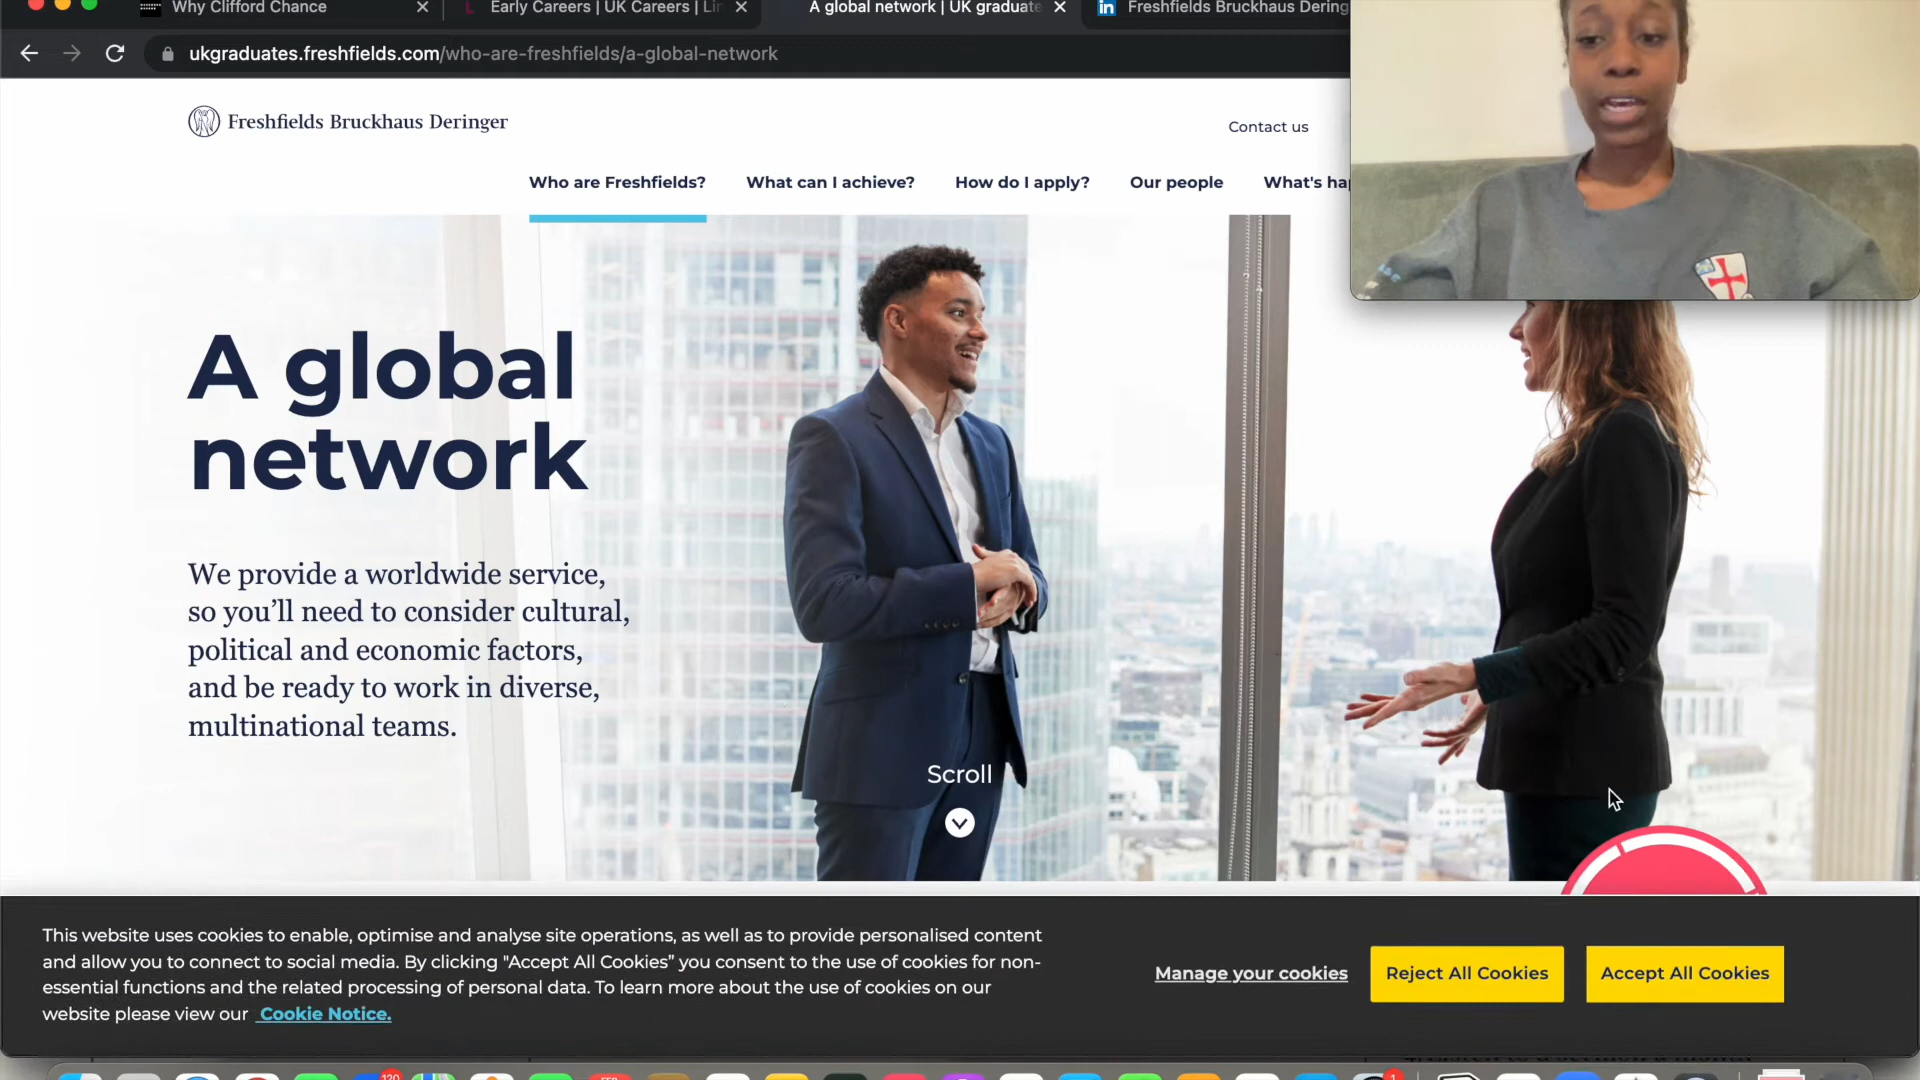 Why Clifford Chance
Early Careers | UK Careers | Lin
A global network | UK graduate
Freshfields Bruckhaus Dering
ukgraduates.freshfields.com/who-are-freshfields/a-global-network
Freshfields Bruckhaus Deringer
Contact us
Who are Freshfields?
What can I achieve?
How do I apply?
Our people
What's hap
A global
network
We provide a worldwide service,
so you’ll need to consider cultural,
political and economic factors,
and be ready to work in diverse,
multinational teams.
Scroll
This website uses cookies to enable, optimise and analyse site operations, as well as to provide personalised content
and allow you to connect to social media. By clicking "Accept All Cookies" you consent to the use of cookies for non-
essential functions and the related processing of personal data. To learn more about the use of cookies on our
website please view our Cookie Notice.
Manage your cookies
Reject All Cookies
Accept All Cookies
120
FEB
1